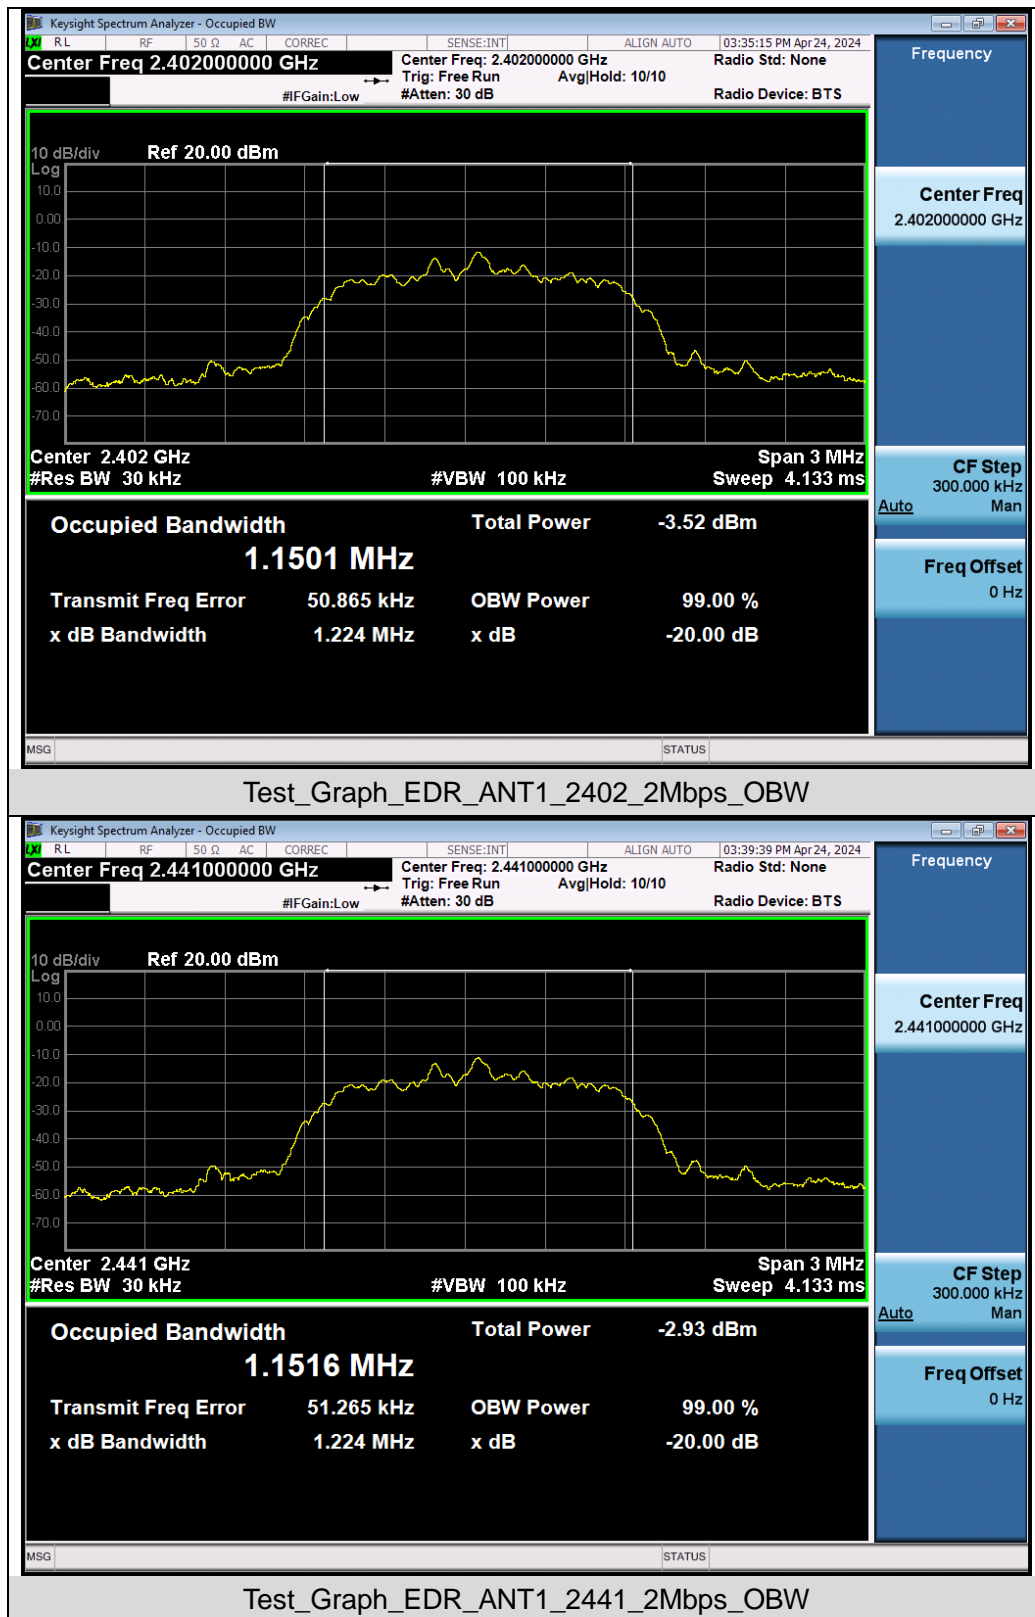 Keysight Spectrum Analyzer - Occupied BW
LXI RL RF 50 Ω AC CORREC SENSE:INT ALIGN AUTO 03:35:15 PM Apr 24, 2024
Center Freq 2.402000000 GHz Center Freq: 2.402000000 GHz Radio Std: None Frequency
Trig: Free Run Avg|Hold: 10/10
#IFGain:Low #Atten: 30 dB Radio Device: BTS
10 dB/div Ref 20.00 dBm
Log
10.0
0.00
-10.0
-20.0
-30.0
-40.0
-50.0
-60.0
-70.0
Center Freq
2.402000000 GHz
Center 2.402 GHz Span 3 MHz
#Res BW 30 kHz #VBW 100 kHz Sweep 4.133 ms
CF Step
300.000 kHz
Auto Man
Occupied Bandwidth Total Power -3.52 dBm
1.1501 MHz
Transmit Freq Error 50.865 kHz OBW Power 99.00 %
x dB Bandwidth 1.224 MHz x dB -20.00 dB
Freq Offset
0 Hz
MSG STATUS
Test_Graph_EDR_ANT1_2402_2Mbps_OBW
Keysight Spectrum Analyzer - Occupied BW
LXI RL RF 50 Ω AC CORREC SENSE:INT ALIGN AUTO 03:39:39 PM Apr 24, 2024
Center Freq 2.441000000 GHz Center Freq: 2.441000000 GHz Radio Std: None Frequency
Trig: Free Run Avg|Hold: 10/10
#IFGain:Low #Atten: 30 dB Radio Device: BTS
10 dB/div Ref 20.00 dBm
Log
10.0
0.00
-10.0
-20.0
-30.0
-40.0
-50.0
-60.0
-70.0
Center Freq
2.441000000 GHz
Center 2.441 GHz Span 3 MHz
#Res BW 30 kHz #VBW 100 kHz Sweep 4.133 ms
CF Step
300.000 kHz
Auto Man
Occupied Bandwidth Total Power -2.93 dBm
1.1516 MHz
Transmit Freq Error 51.265 kHz OBW Power 99.00 %
x dB Bandwidth 1.224 MHz x dB -20.00 dB
Freq Offset
0 Hz
MSG STATUS
Test_Graph_EDR_ANT1_2441_2Mbps_OBW